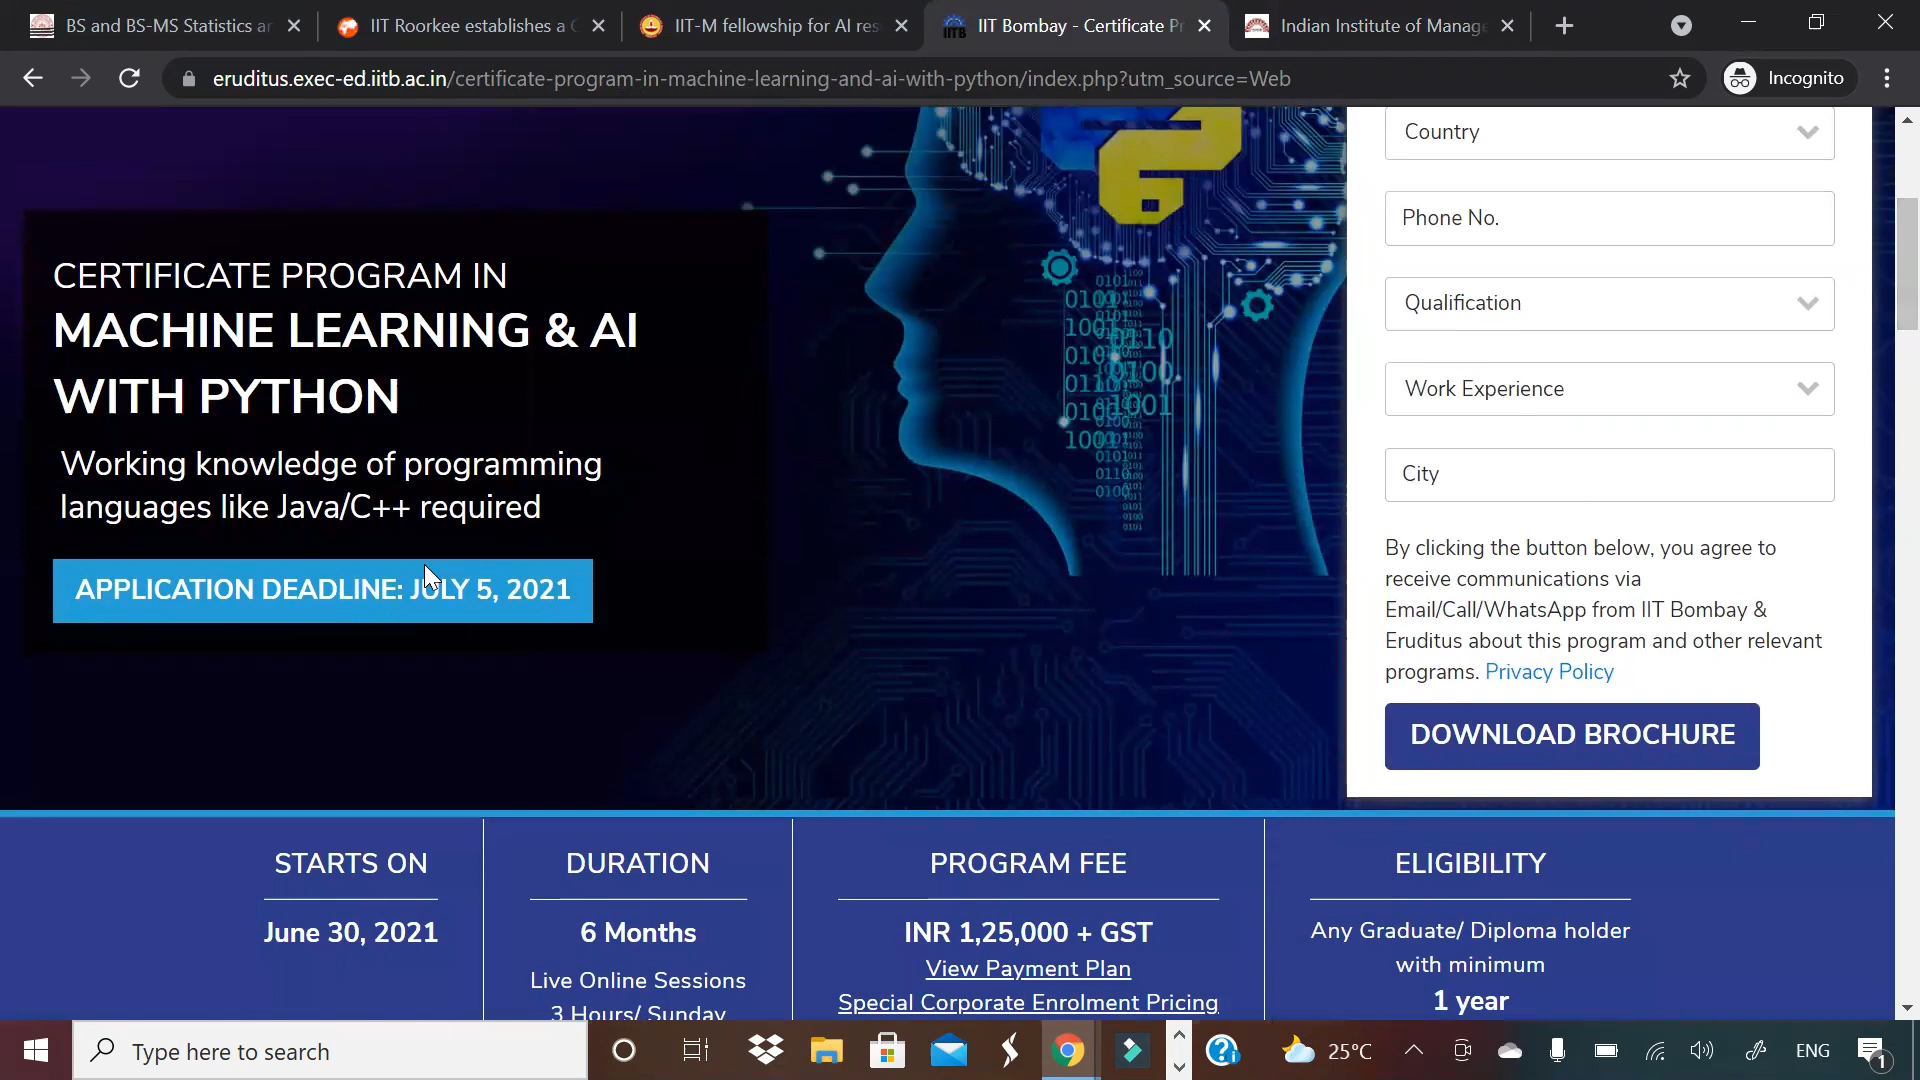 BS and BS-MS Statistics ar
IIT Roorkee establishes a C
IIT-M fellowship for AI res
IIT Bombay - Certificate Pr
Indian Institute of Manage
eruditus.exec-ed.iitb.ac.in/certificate-program-in-machine-learning-and-ai-with-python/index.php?utm_source=Web
Incognito
CERTIFICATE PROGRAM IN
MACHINE LEARNING & AI
WITH PYTHON
Working knowledge of programming
languages like Java/C++ required
APPLICATION DEADLINE: JULY 5, 2021
Country
Phone No.
Qualification
Work Experience
City
By clicking the button below, you agree to
receive communications via
Email/Call/WhatsApp from IIT Bombay &
Eruditus about this program and other relevant
programs. Privacy Policy
DOWNLOAD BROCHURE
STARTS ON
June 30, 2021
DURATION
6 Months
Live Online Sessions
3 Hours/ Sunday
PROGRAM FEE
INR 1,25,000 + GST
View Payment Plan
Special Corporate Enrolment Pricing
ELIGIBILITY
Any Graduate/ Diploma holder
with minimum
1 year
Type here to search
25°C
ENG
1